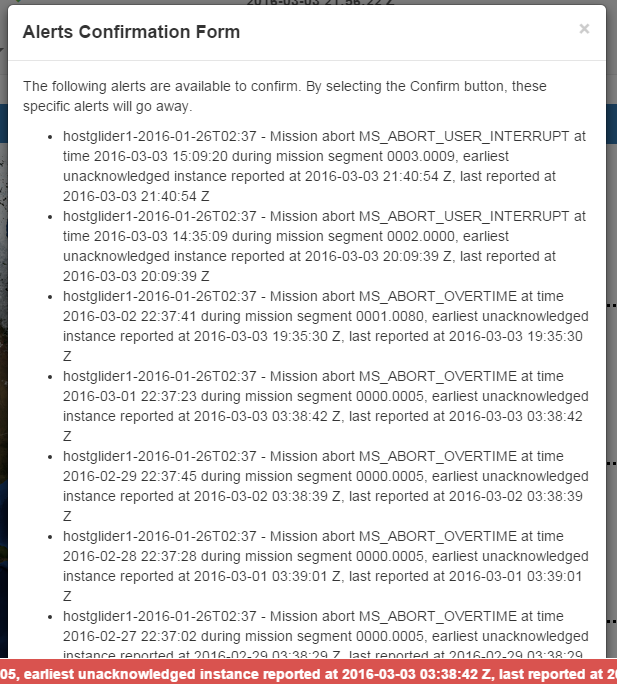 2016-03-03 21:56:22 Z
Alerts Confirmation Form
×
The following alerts are available to confirm. By selecting the Confirm button, these
specific alerts will go away.
• hostglider1-2016-01-26T02:37 - Mission abort MS_ABORT_USER_INTERRUPT at
time 2016-03-03 15:09:20 during mission segment 0003.0009, earliest
unacknowledged instance reported at 2016-03-03 21:40:54 Z, last reported at
2016-03-03 21:40:54 Z
• hostglider1-2016-01-26T02:37 - Mission abort MS_ABORT_USER_INTERRUPT at
time 2016-03-03 14:35:09 during mission segment 0002.0000, earliest
unacknowledged instance reported at 2016-03-03 20:09:39 Z, last reported at
2016-03-03 20:09:39 Z
• hostglider1-2016-01-26T02:37 - Mission abort MS_ABORT_OVERTIME at time
2016-03-02 22:37:41 during mission segment 0001.0080, earliest unacknowledged
instance reported at 2016-03-03 19:35:30 Z, last reported at 2016-03-03 19:35:30
Z
• hostglider1-2016-01-26T02:37 - Mission abort MS_ABORT_OVERTIME at time
2016-03-01 22:37:23 during mission segment 0000.0005, earliest unacknowledged
instance reported at 2016-03-03 03:38:42 Z, last reported at 2016-03-03 03:38:42
Z
• hostglider1-2016-01-26T02:37 - Mission abort MS_ABORT_OVERTIME at time
2016-02-29 22:37:45 during mission segment 0000.0005, earliest unacknowledged
instance reported at 2016-03-02 03:38:39 Z, last reported at 2016-03-02 03:38:39
Z
• hostglider1-2016-01-26T02:37 - Mission abort MS_ABORT_OVERTIME at time
2016-02-28 22:37:28 during mission segment 0000.0005, earliest unacknowledged
instance reported at 2016-03-01 03:39:01 Z, last reported at 2016-03-01 03:39:01
Z
• hostglider1-2016-01-26T02:37 - Mission abort MS_ABORT_OVERTIME at time
2016-02-27 22:37:02 during mission segment 0000.0005, earliest unacknowledged
instance reported at 2016-02-29 03:38:29 Z, last reported at 2016-02-29 03:38:29
05, earliest unacknowledged instance reported at 2016-03-03 03:38:42 Z, last reported at 20